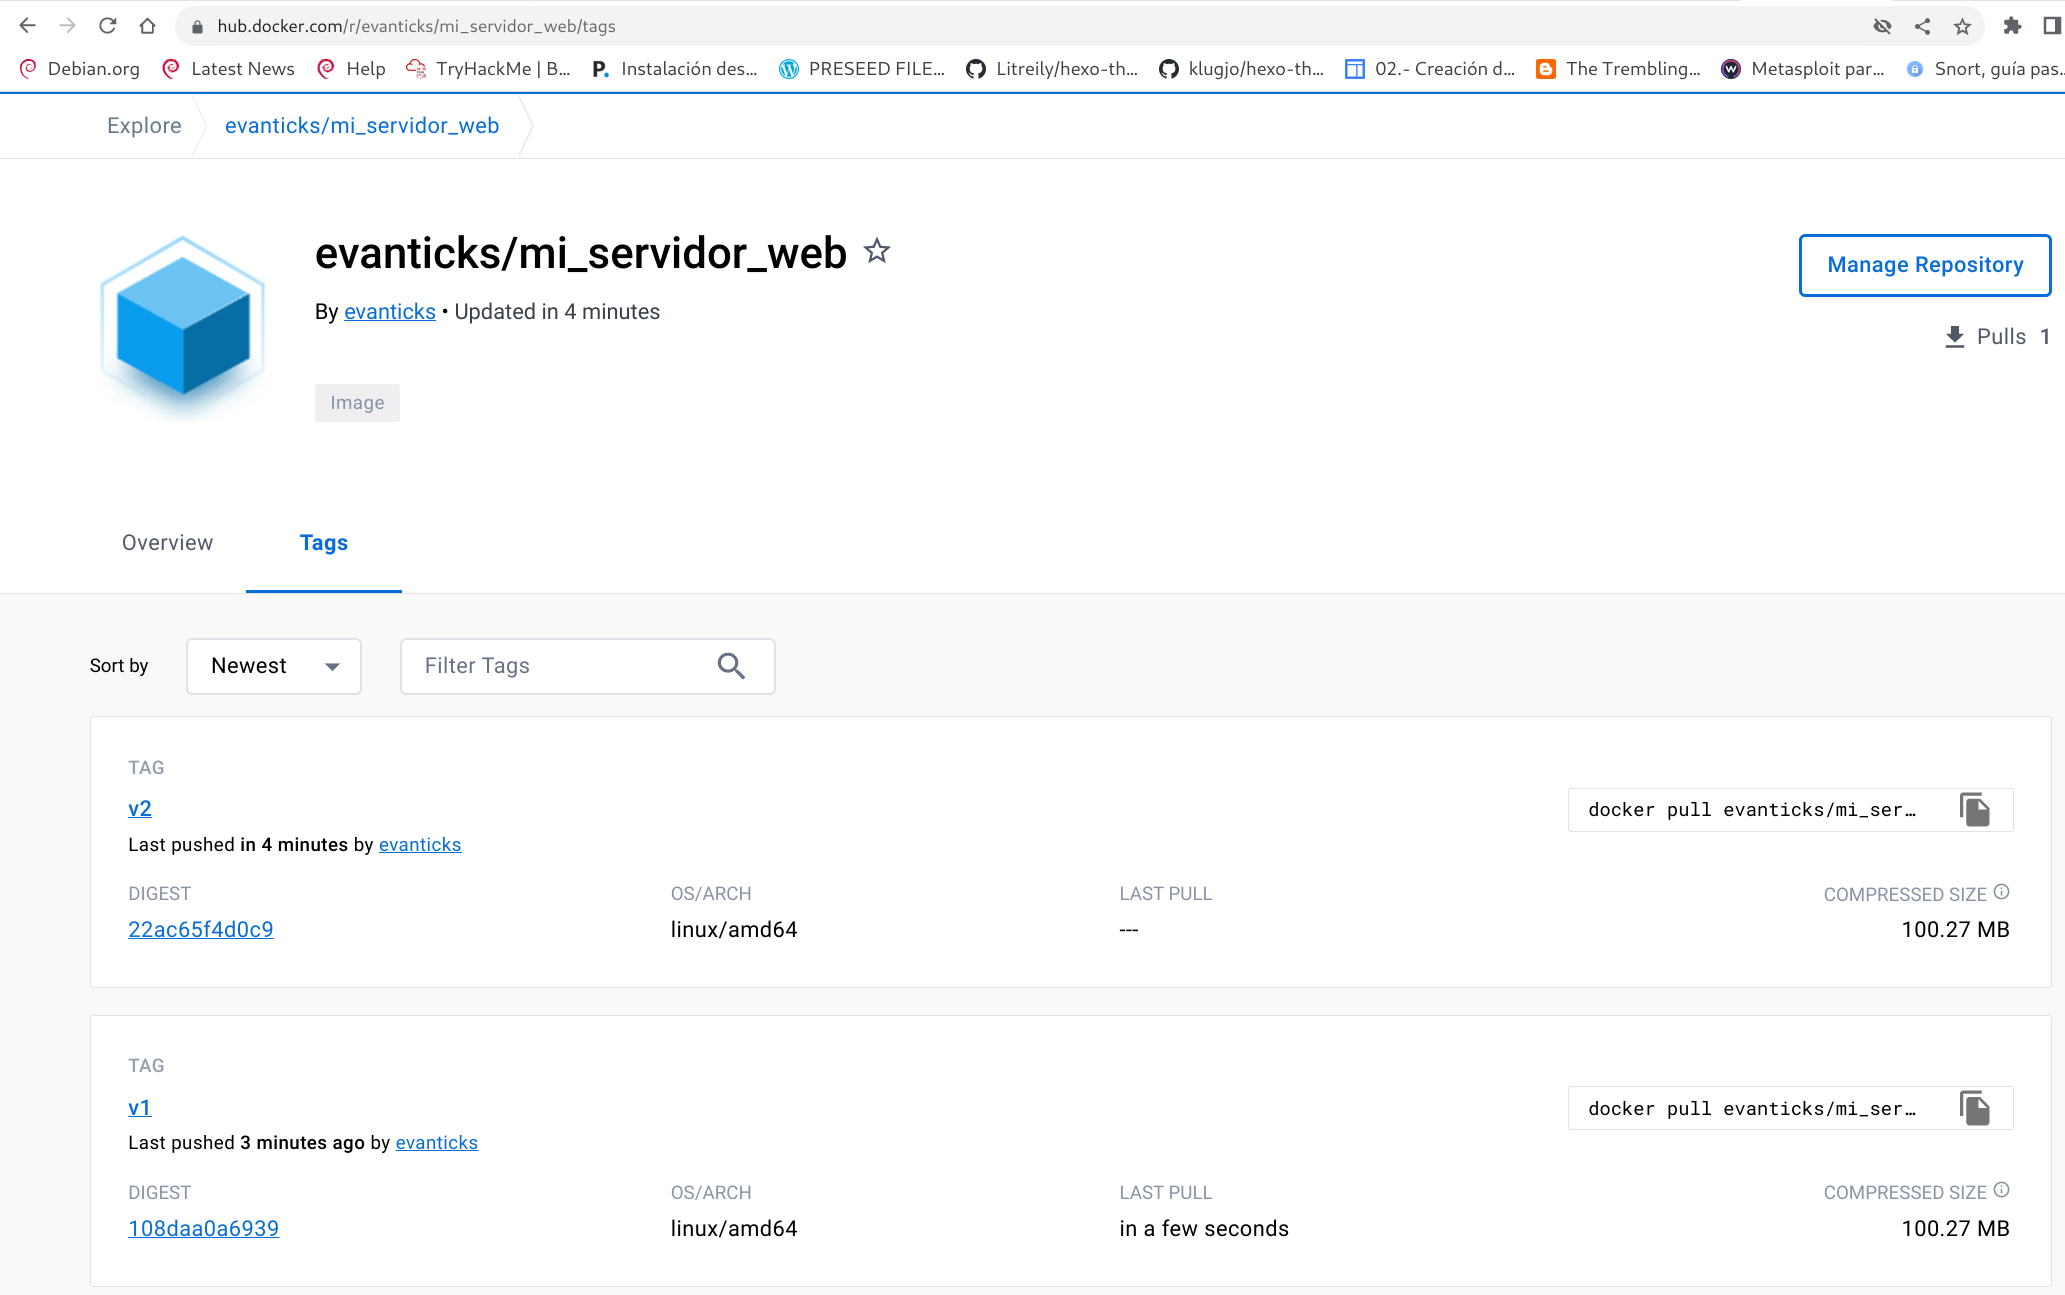 hub.docker.com/r/evanticks/mi_servidor_web/tags
Debian.org Latest News Help TryHackMe | B... Instalación des... PRESEED FILE... Litreily/hexo-th... klugjo/hexo-th... 02.- Creación d... The Trembling... Metasploit par... Snort, guía pas...
Explore evanticks/mi_servidor_web
evanticks/mi_servidor_web
Manage Repository
By evanticks • Updated in 4 minutes
Pulls 1
Image
Overview Tags
Sort by Newest Filter Tags
TAG
v2
docker pull evanticks/mi_ser...
Last pushed in 4 minutes by evanticks
DIGEST OS/ARCH LAST PULL COMPRESSED SIZE
22ac65f4d0c9 linux/amd64 --- 100.27 MB
TAG
v1
docker pull evanticks/mi_ser...
Last pushed 3 minutes ago by evanticks
DIGEST OS/ARCH LAST PULL COMPRESSED SIZE
108daa0a6939 linux/amd64 in a few seconds 100.27 MB